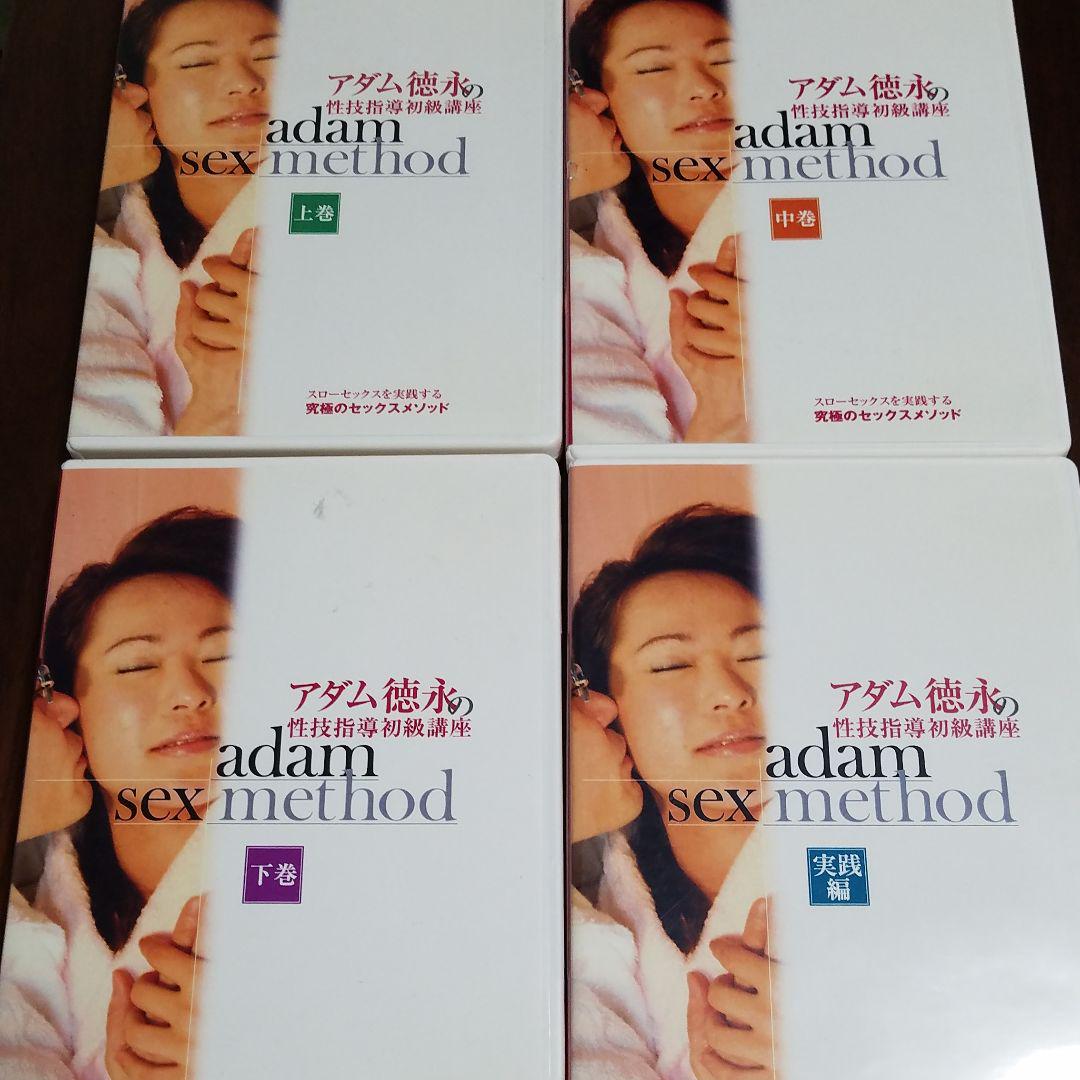 アダム徳永の
性技指導初級講座
adam
sex method
上巻
スローセックスを実践する
究極のセックスメソッド
アダム徳永の
性技指導初級講座
adam
sex method
中巻
スローセックスを実践する
究極のセックスメソッド
アダム徳永の
性技指導初級講座
adam
sex method
下巻
アダム徳永の
性技指導初級講座
adam
sex method
実践
編